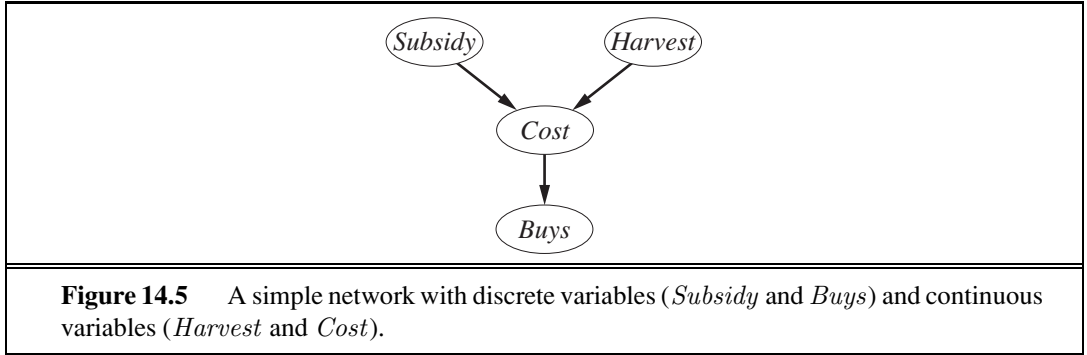 Subsidy Harvest
Cost
Buys
Figure 14.5 A simple network with discrete variables (Subsidy and Buys) and continuous
variables (Harvest and Cost).